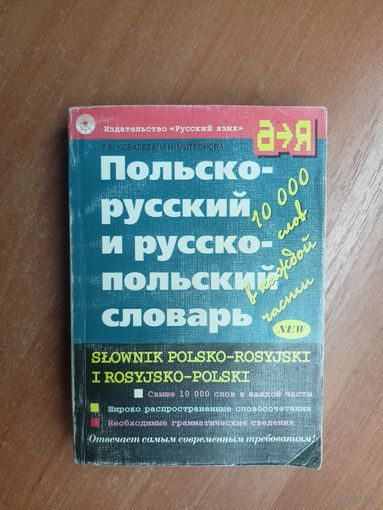 Издательство «Русский язык»
а→я
Г.В. КОВАЛЕВА, И.Н. МИТРОНОВА
Польско-
русский
и русско-
польский
словарь
10 000
слов
в каждой
части
NEW
SŁOWNIK POLSKO-ROSYJSKI
I ROSYJSKO-POLSKI
Свыше 10 000 слов в каждой части
Широко распространенные словосочетания
Необходимые грамматические сведения
Отвечает самым современным требованиям!